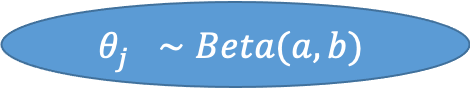 θⱼ ~ Beta(a, b)